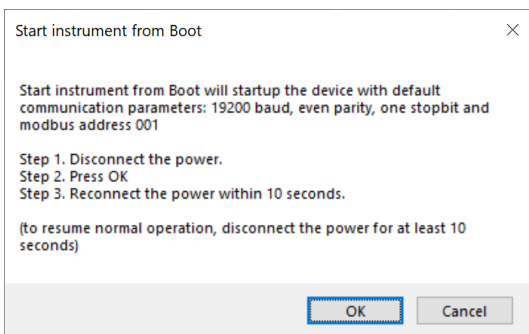 Start instrument from Boot
Start instrument from Boot will startup the device with default
communication parameters: 19200 baud, even parity, one stopbit and
modbus address 001
Step 1. Disconnect the power.
Step 2. Press OK
Step 3. Reconnect the power within 10 seconds.
(to resume normal operation, disconnect the power for at least 10
seconds)
OK
Cancel